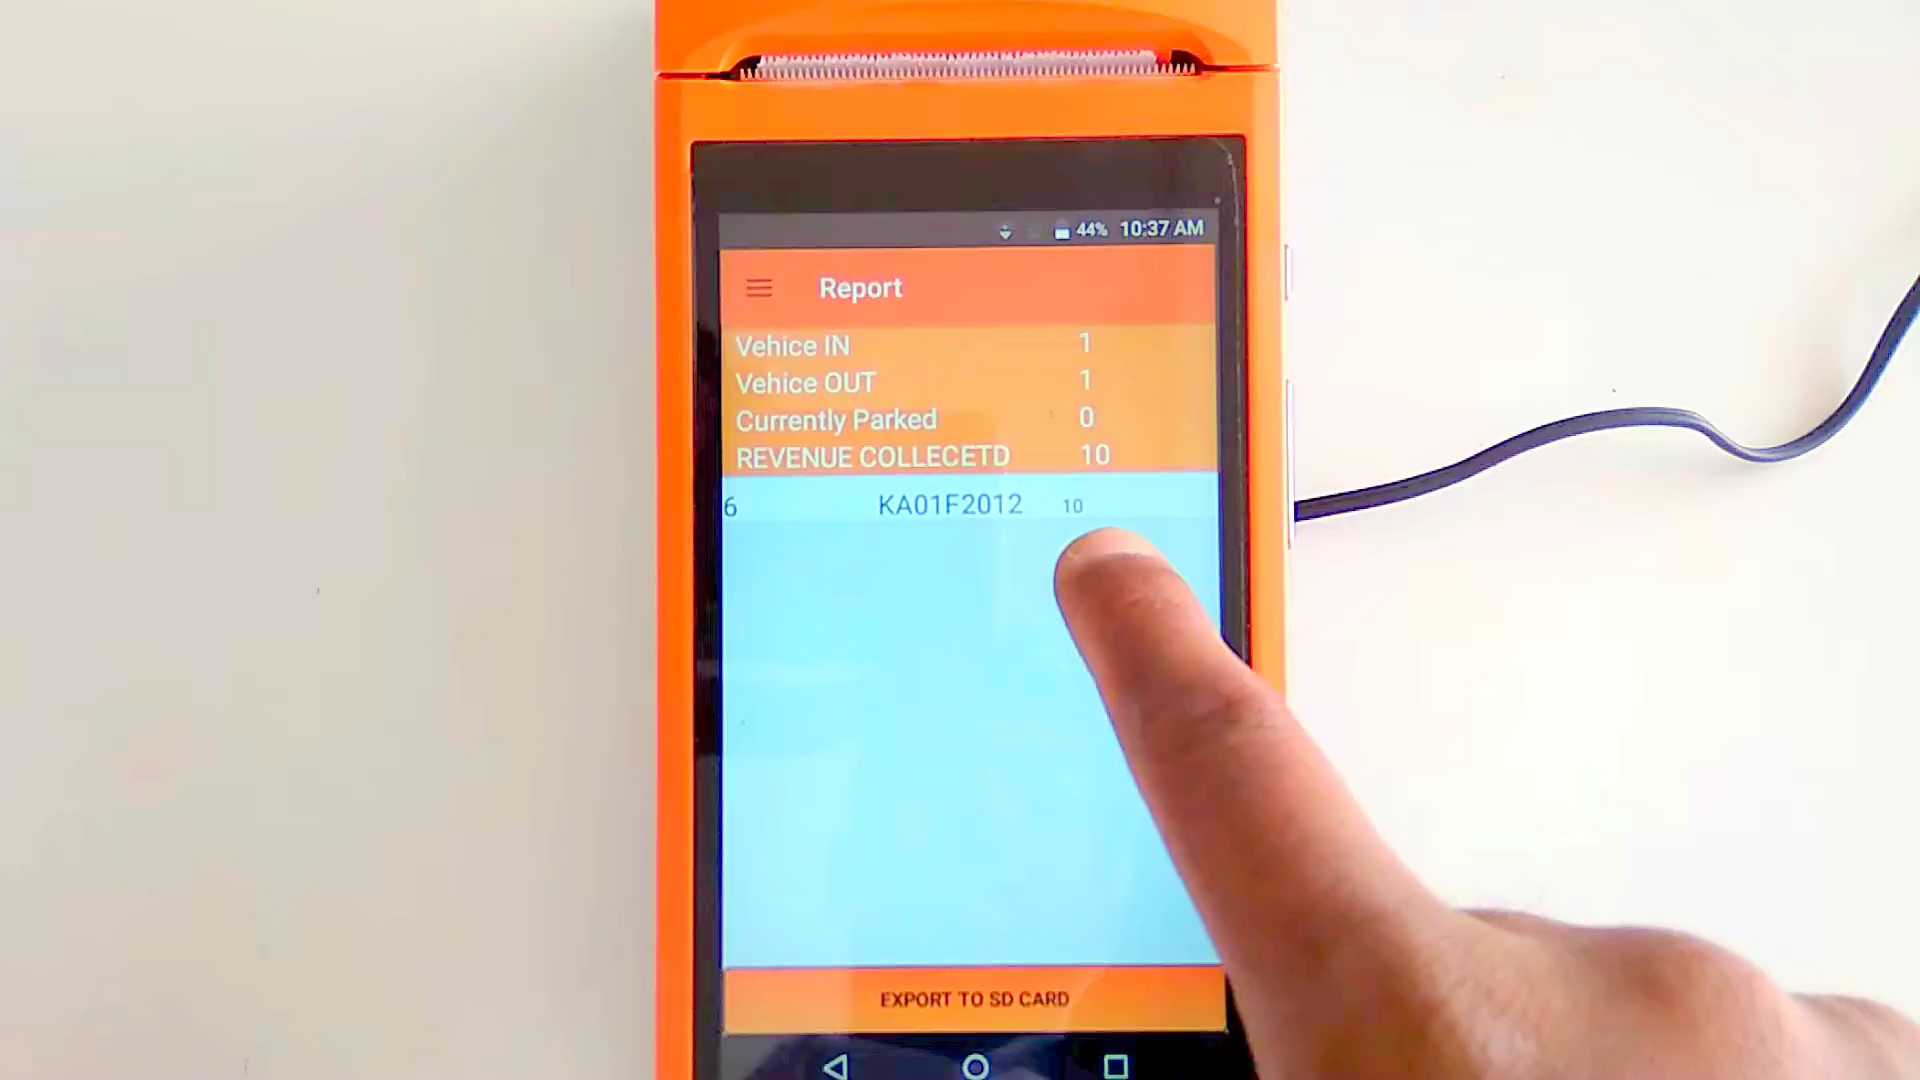 44% 10:37 AM
Report
Vehice IN 1
Vehice OUT 1
Currently Parked 0
REVENUE COLLECETD 10
6 KA01F2012 10
EXPORT TO SD CARD